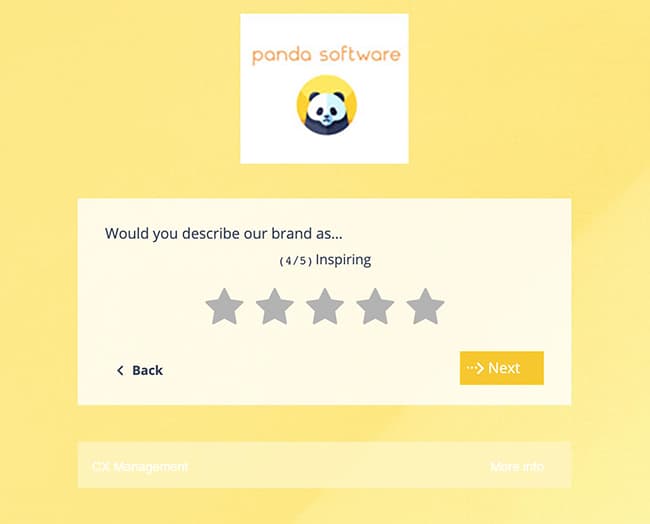 panda software
Would you describe our brand as...
(4/5) Inspiring
Back
Next
CX Management
More info